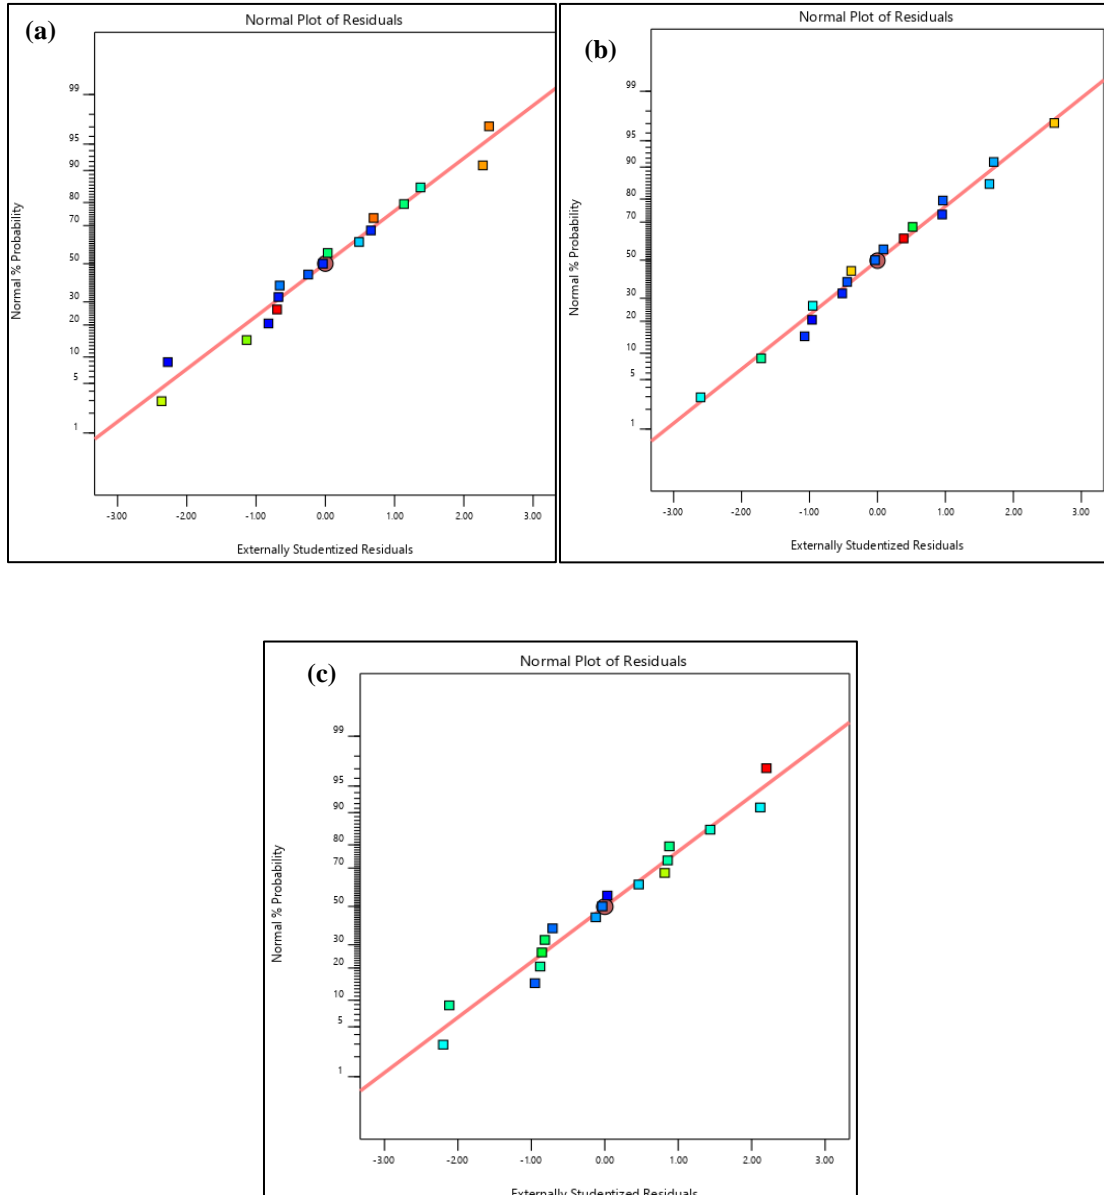 (a)
Normal Plot of Residuals
Normal % Probability
99
95
90
80
70
50
30
20
10
5
1
-3.00 -2.00 -1.00 0.00 1.00 2.00 3.00
Externally Studentized Residuals
(b)
Normal Plot of Residuals
Normal % Probability
99
95
90
80
70
50
30
20
10
5
1
-3.00 -2.00 -1.00 0.00 1.00 2.00 3.00
Externally Studentized Residuals
(c)
Normal Plot of Residuals
Normal % Probability
99
95
90
80
70
50
30
20
10
5
1
-3.00 -2.00 -1.00 0.00 1.00 2.00 3.00
Externally Studentized Residuals